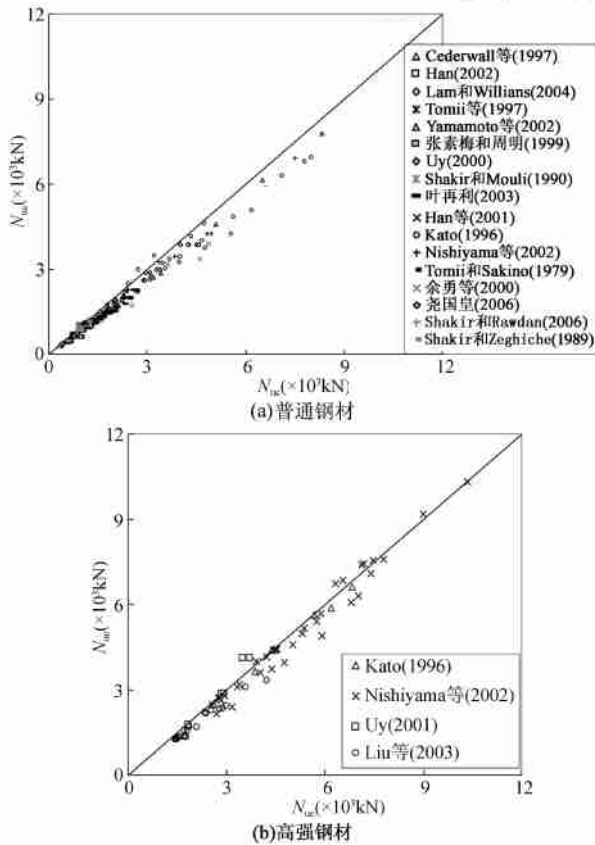 12
9
6
3
0
N_uc(×10³kN)
3
6
9
12
N_ue(×10³kN)
Cederwall等(1997)
Han(2002)
Lam和Willians(2004)
Tomii等(1997)
Yamamoto等(2002)
张素梅和周明(1999)
Uy(2000)
Shakir和Mouli(1990)
叶再利(2003)
Han等(2001)
Kato(1996)
Nishiyama等(2002)
Tomii和Sakino(1979)
余勇等(2000)
尧国皇(2006)
Shakir和Rawdan(2006)
Shakir和Zeghiche(1989)
(a)普通钢材
12
9
6
3
0
N_uc(×10³kN)
3
6
9
12
N_ue(×10³kN)
Kato(1996)
Nishiyama等(2002)
Uy(2001)
Liu等(2003)
(b)高强钢材